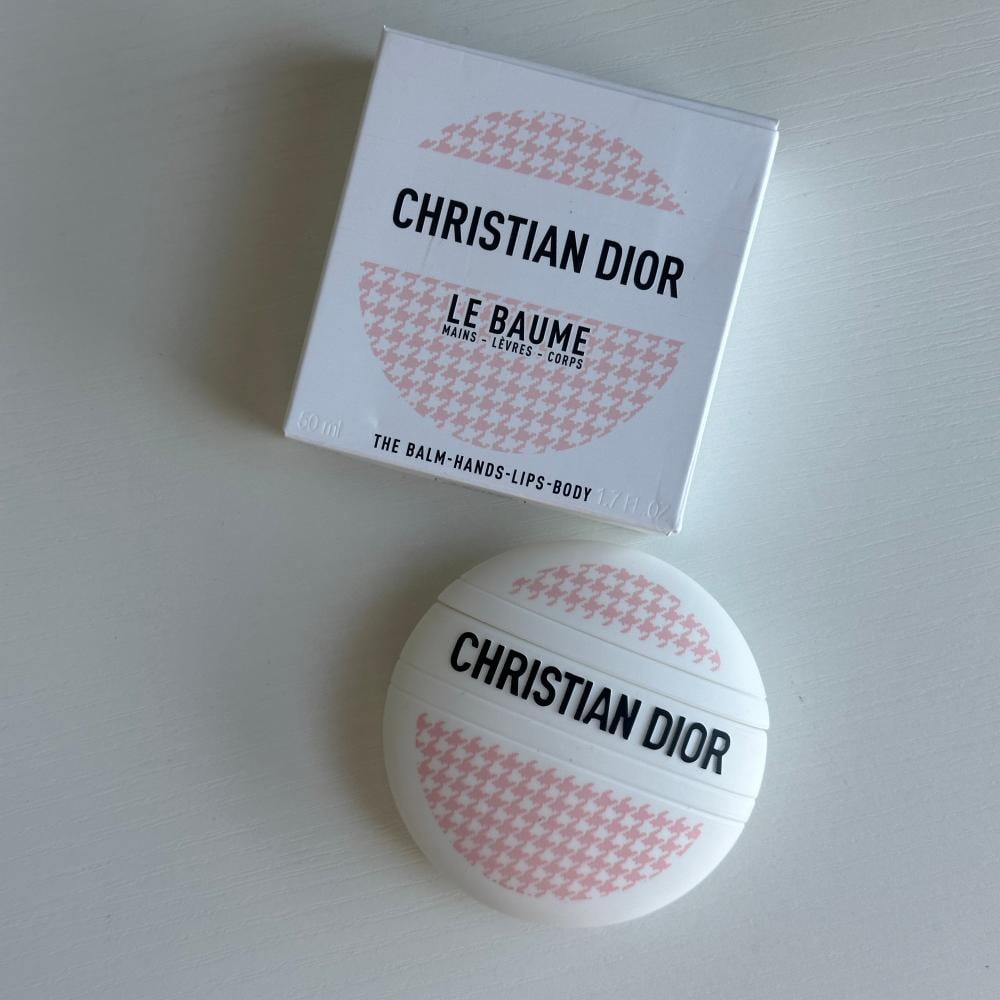 CHRISTIAN DIOR
LE BAUME
MAINS - LÈVRES - CORPS
50 ml
THE BALM-HANDS-LIPS-BODY
1.7 fl. oz
CHRISTIAN DIOR